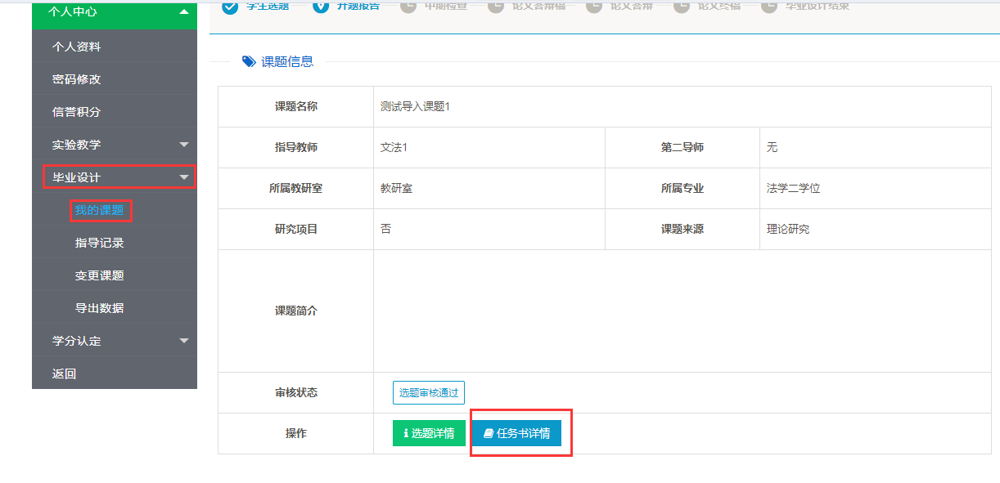 个人中心
个人资料
密码修改
信誉积分
实验教学
毕业设计
我的课题
指导记录
变更课题
导出数据
学分认定
返回
学生选题 开题报告 中期检查 论文答辩稿 论文答辩 论文终稿 毕业设计结束
课题信息
课题名称 测试导入课题1
指导教师 文法1 第二导师 无
所属教研室 教研室 所属专业 法学二学位
研究项目 否 课题来源 理论研究
课题简介
审核状态 选题审核通过
操作 选题详情 任务书详情